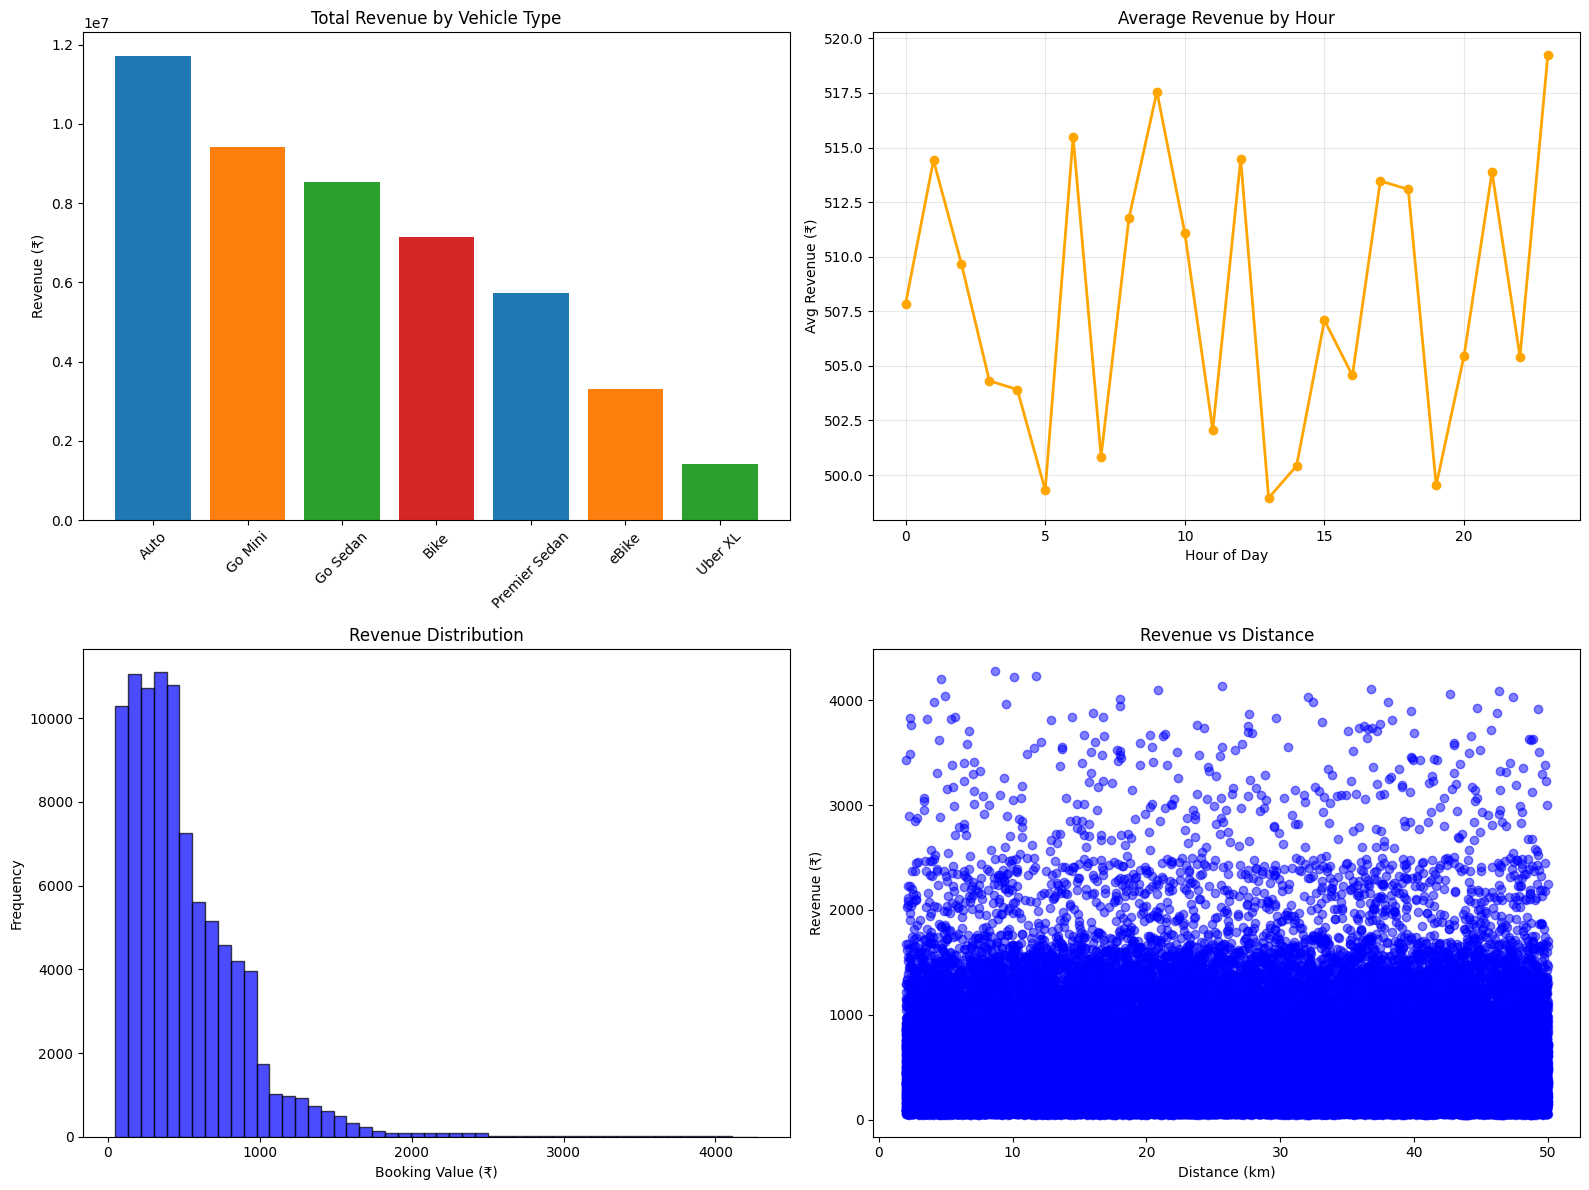 Total Revenue by Vehicle Type
1e7
1.2
1.0
0.8
0.6
0.4
0.2
0.0
Revenue (₹)
Auto
Go Mini
Go Sedan
Bike
Premier Sedan
eBike
Uber XL
Average Revenue by Hour
520.0
517.5
515.0
512.5
510.0
507.5
505.0
502.5
500.0
Avg Revenue (₹)
0 5 10 15 20
Hour of Day
Revenue Distribution
10000
8000
6000
4000
2000
0
Frequency
0 1000 2000 3000 4000
Booking Value (₹)
Revenue vs Distance
4000
3000
2000
1000
0
Revenue (₹)
0 10 20 30 40 50
Distance (km)